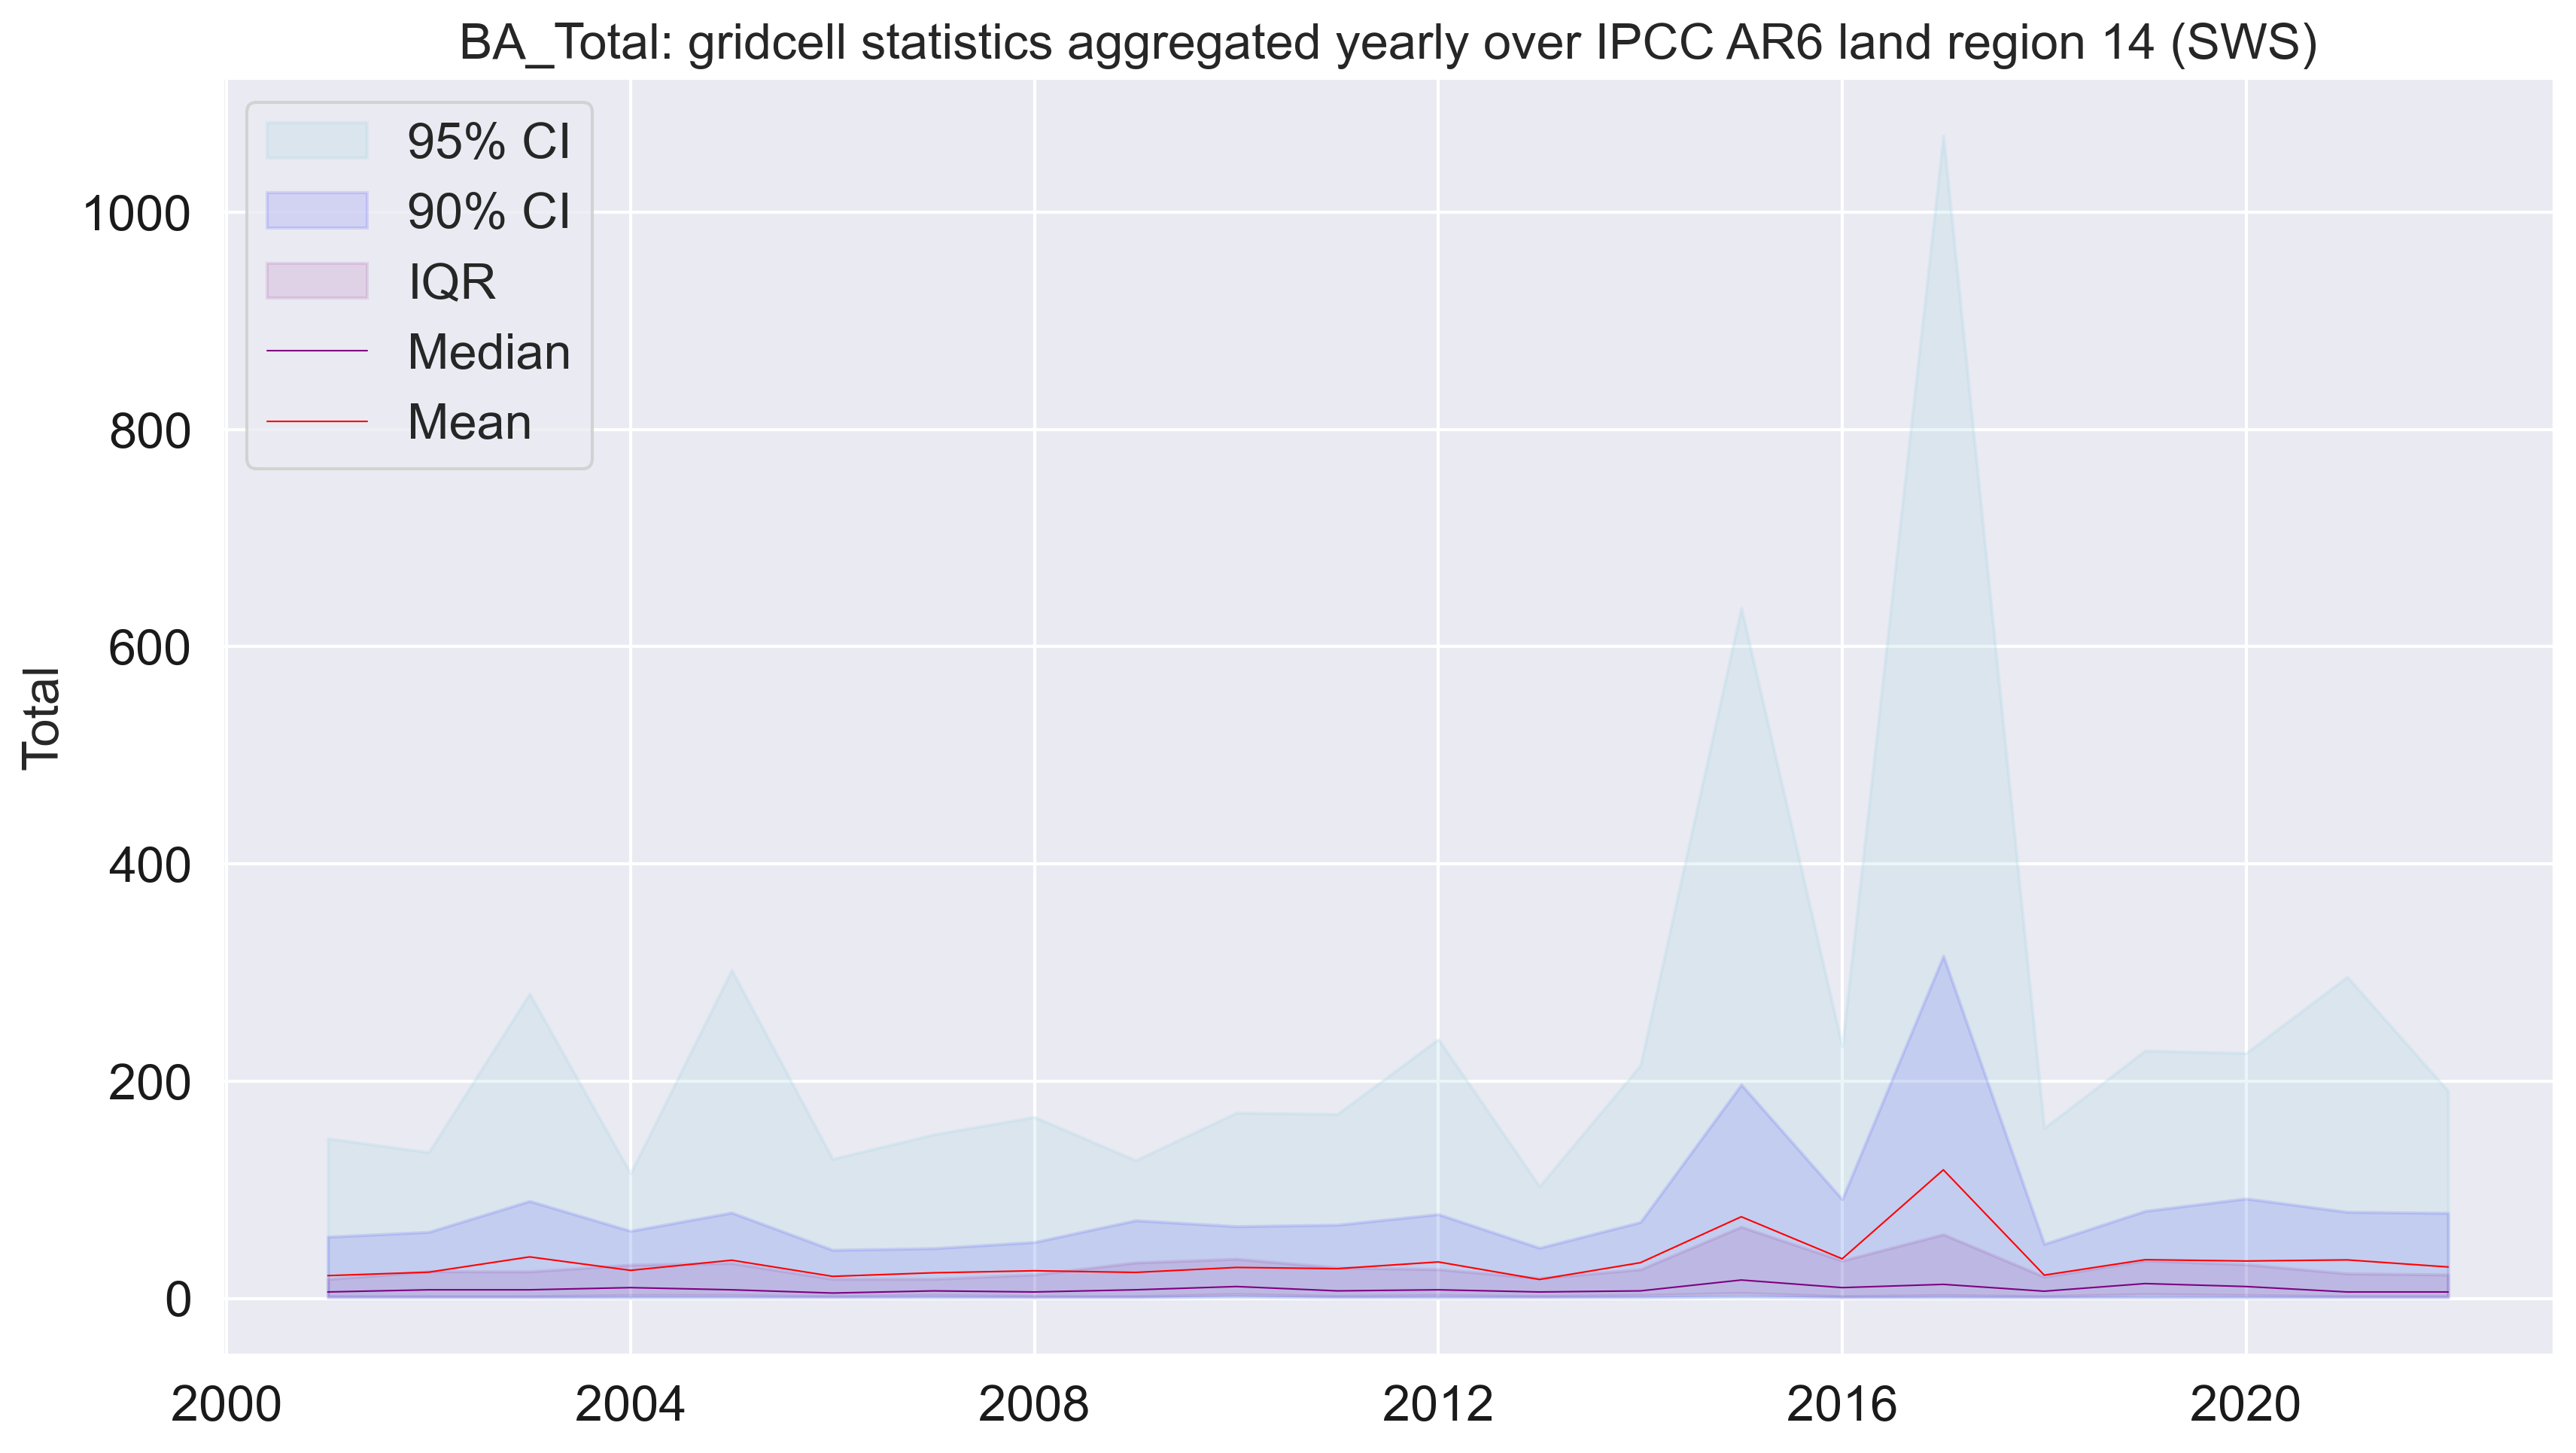 BA_Total: gridcell statistics aggregated yearly over IPCC AR6 land region 14 (SWS)
95% CI
90% CI
IQR
Median
Mean
1000
800
600
400
200
0
Total
2000 2004 2008 2012 2016 2020